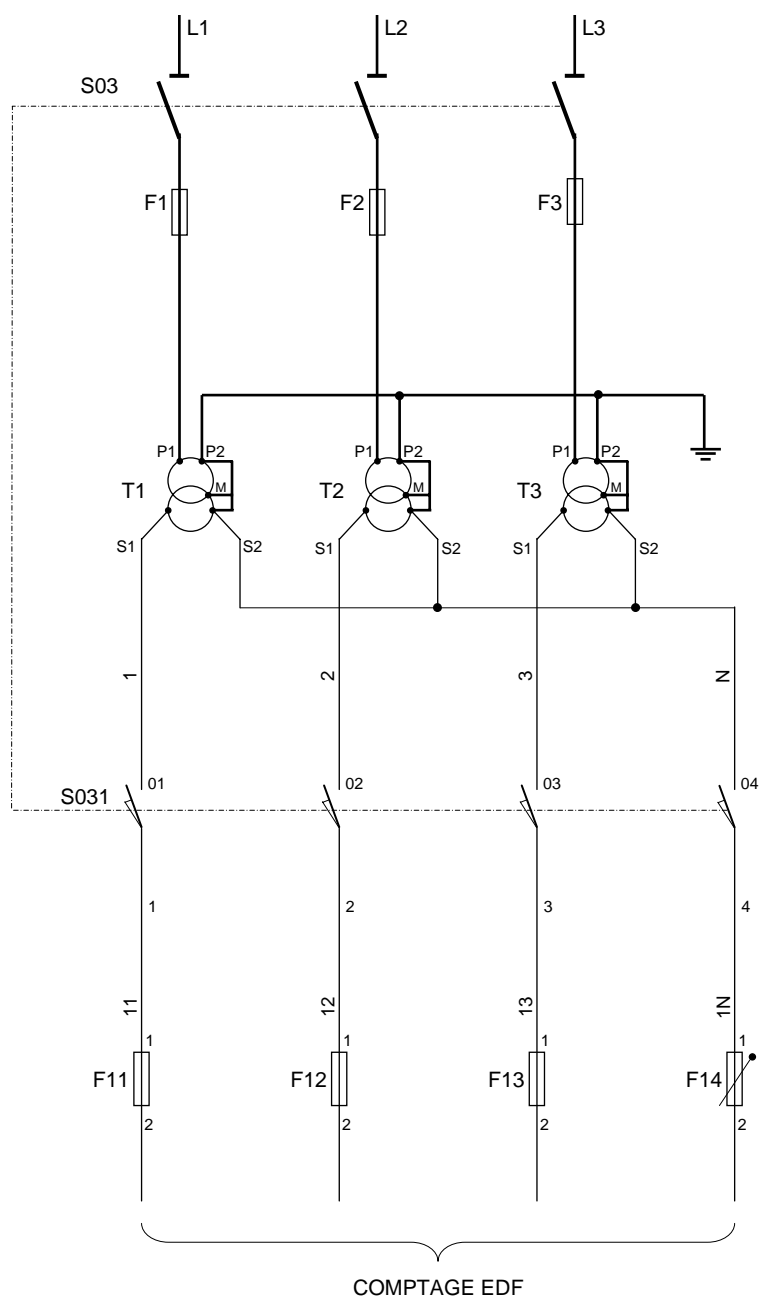 L1 L2 L3
S03
F1 F2 F3
P1 P2 P1 P2 P1 P2
T1 M T2 M T3 M
S1 S2 S1 S2 S1 S2
1 2 3 N
S031 01 02 03 04
1 2 3 4
11 12 13 1N
1 1 1 1
F11 F12 F13 F14
2 2 2 2
COMPTAGE EDF